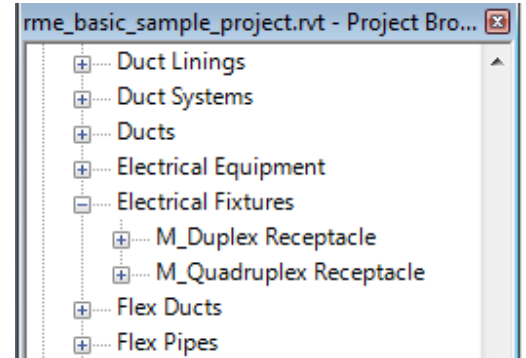 rme_basic_sample_project.rvt - Project Bro...
Duct Linings
Duct Systems
Ducts
Electrical Equipment
Electrical Fixtures
M_Duplex Receptacle
M_Quadruplex Receptacle
Flex Ducts
Flex Pipes